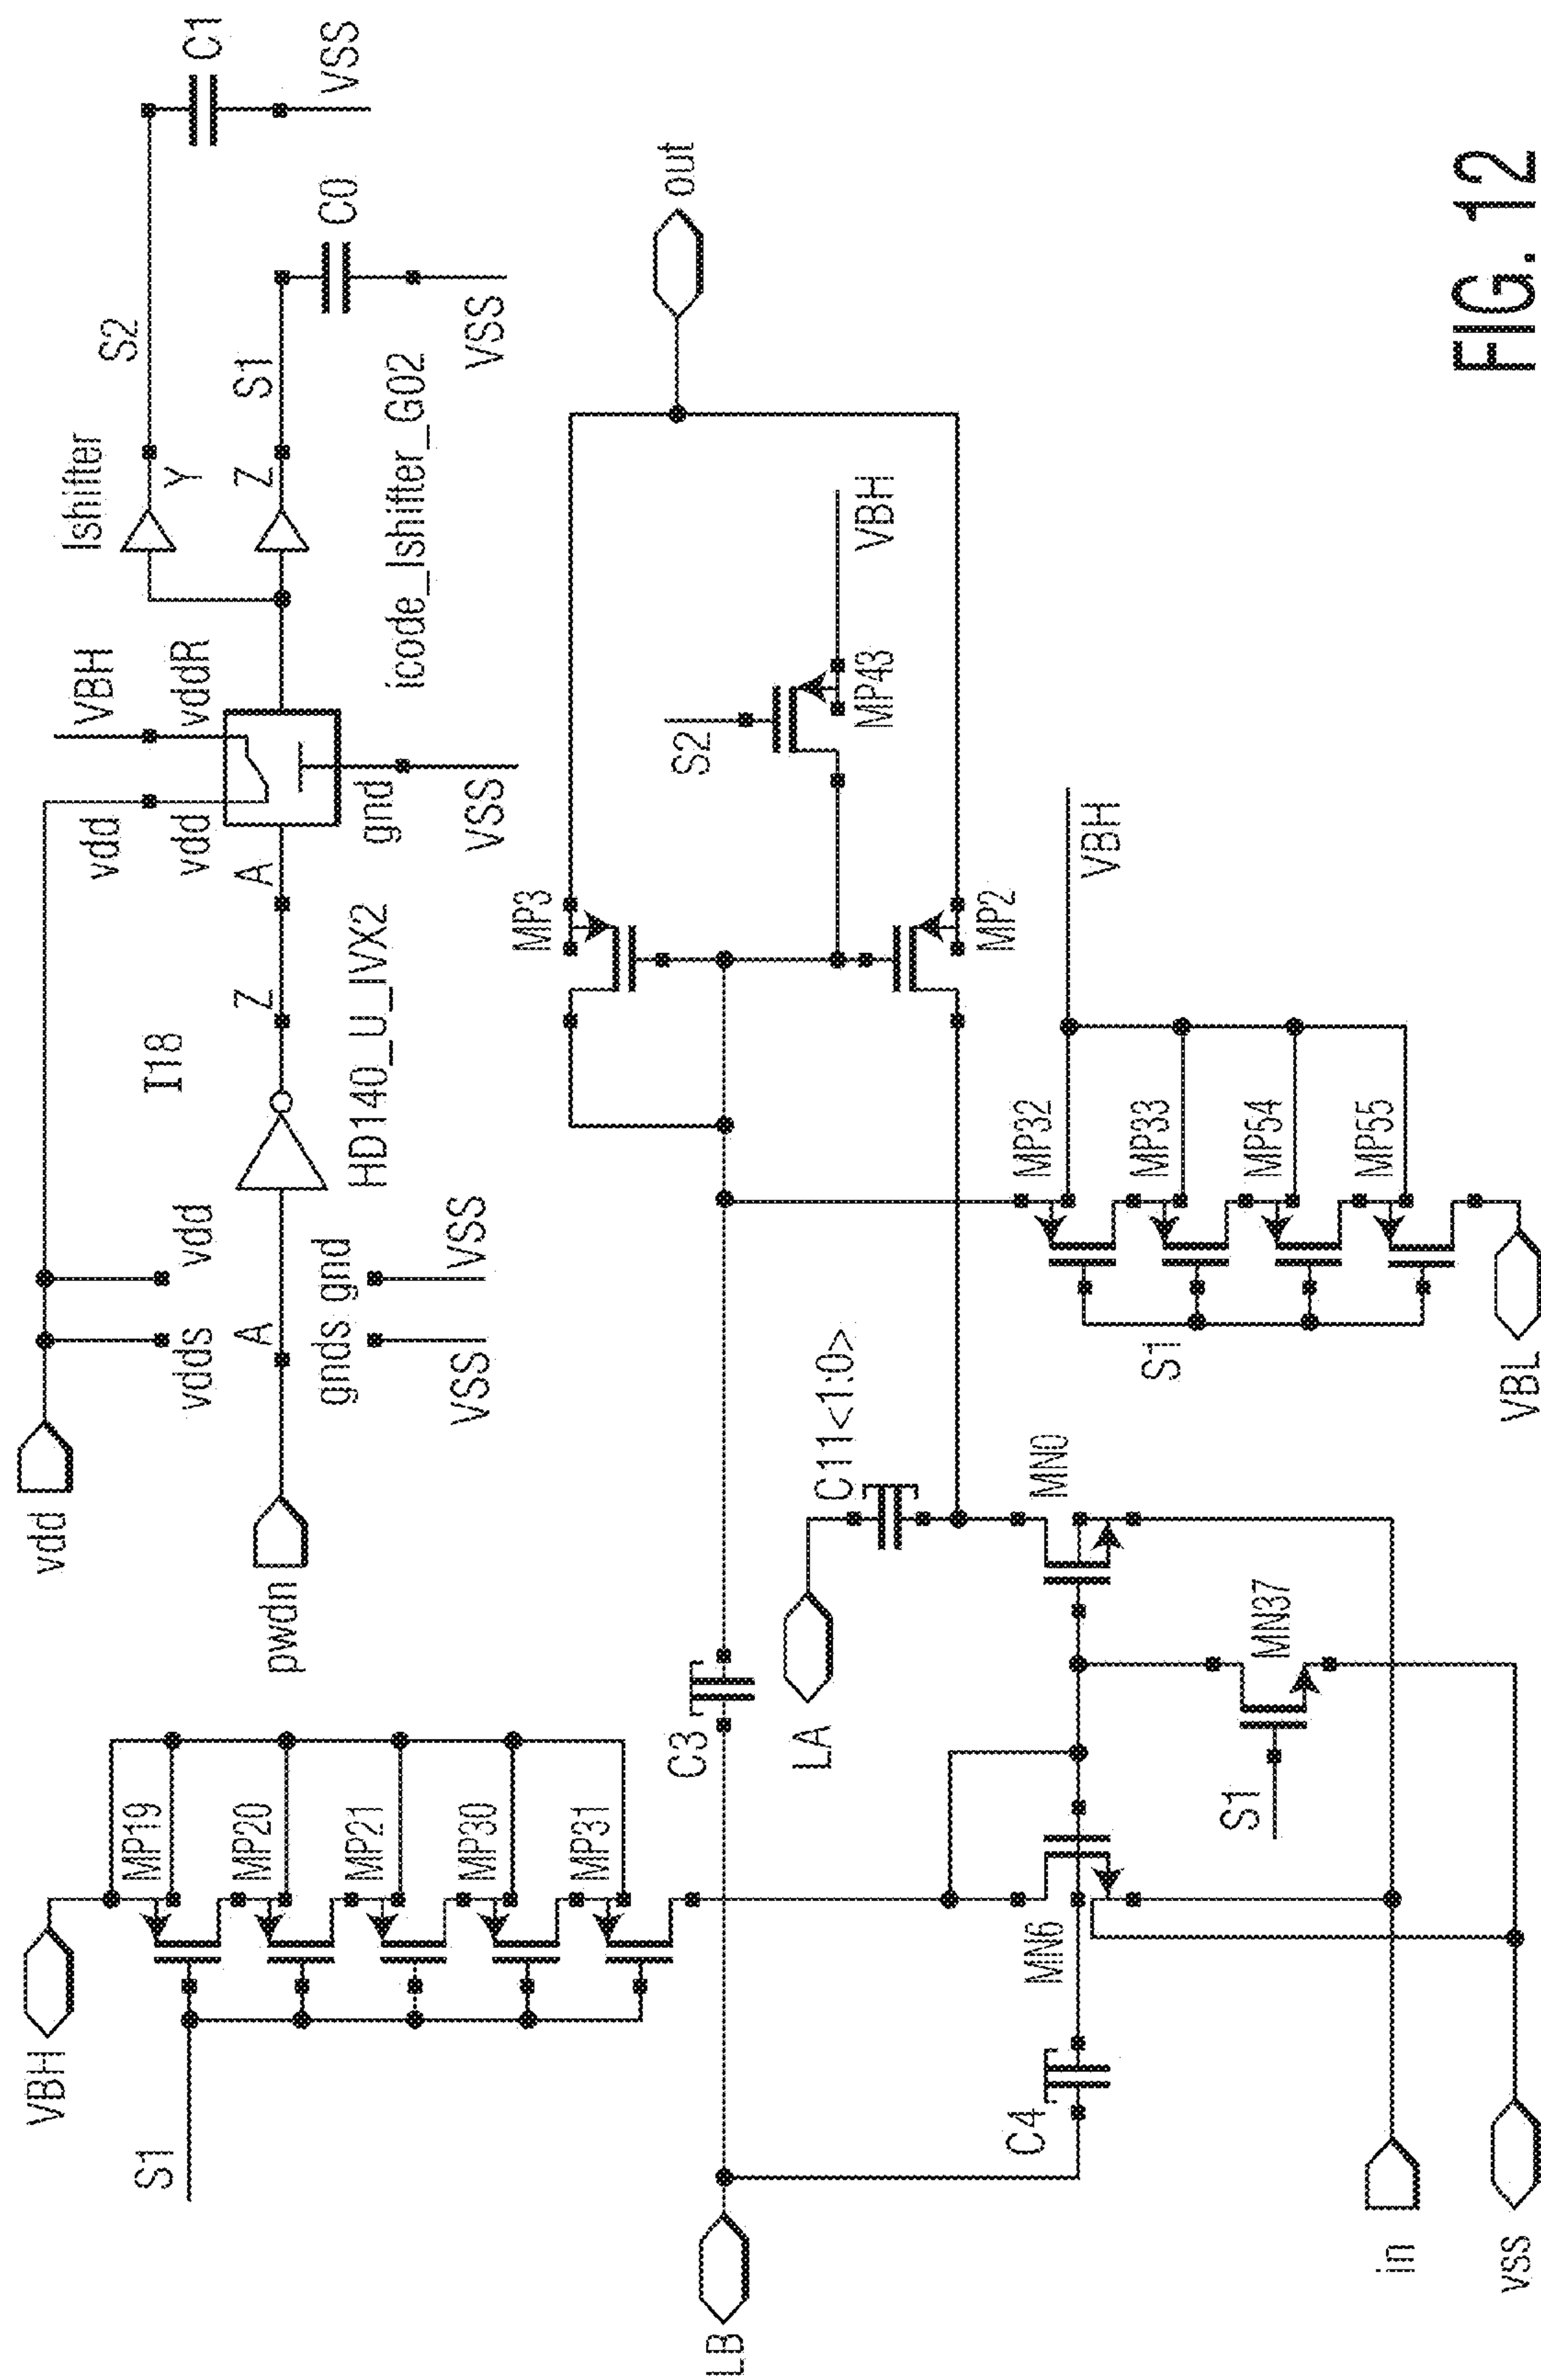 vdd
vdds
vdd
vdd
vdd
VBH
vddR
lshifter
S2
C1
VSS
pwdn
A
I18
Z
A
Y
Z
S1
C0
VSS
gnds
gnd
VSS
VSS
HD140_U_IVX2
gnd
VSS
icode_lshifter_G02
VBH
MP19
MP20
MP21
MP30
MP31
S1
MP3
S2
MP43
VBH
out
MP2
LB
C3
LA
C11<1:0>
C4
MN6
MN0
S1
MN37
in
vss
MP32
MP33
MP54
MP55
VBH
S1
VBL
FIG. 12